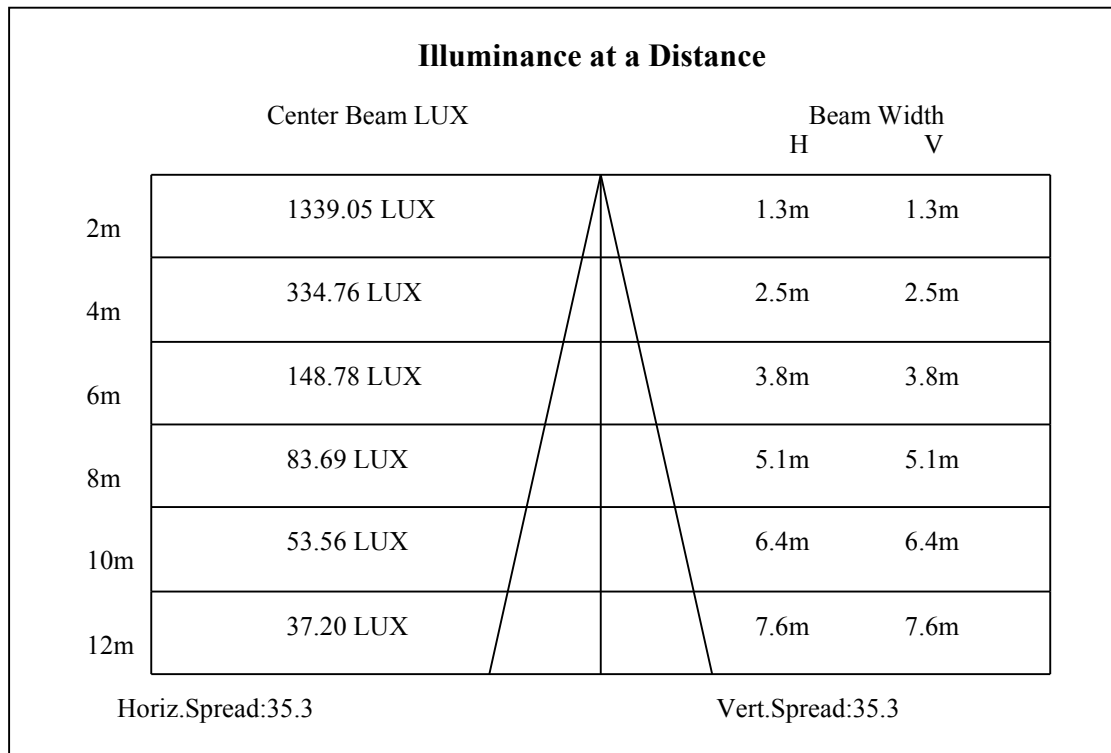 Illuminance at a Distance
Center Beam LUX Beam Width
H V
2m 1339.05 LUX 1.3m 1.3m
4m 334.76 LUX 2.5m 2.5m
6m 148.78 LUX 3.8m 3.8m
8m 83.69 LUX 5.1m 5.1m
10m 53.56 LUX 6.4m 6.4m
12m 37.20 LUX 7.6m 7.6m
Horiz.Spread:35.3 Vert.Spread:35.3